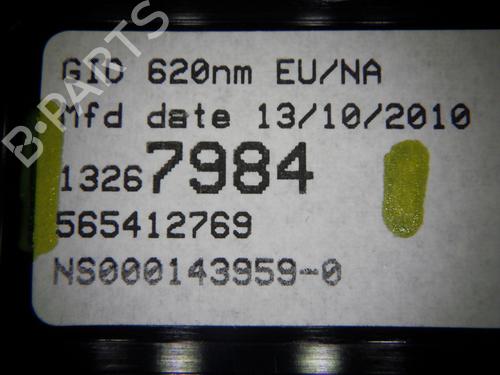 B-PARTS
GID 620nm EU/NA
Mfd date 13/10/2010
13267984
565412769
NS000143959-0